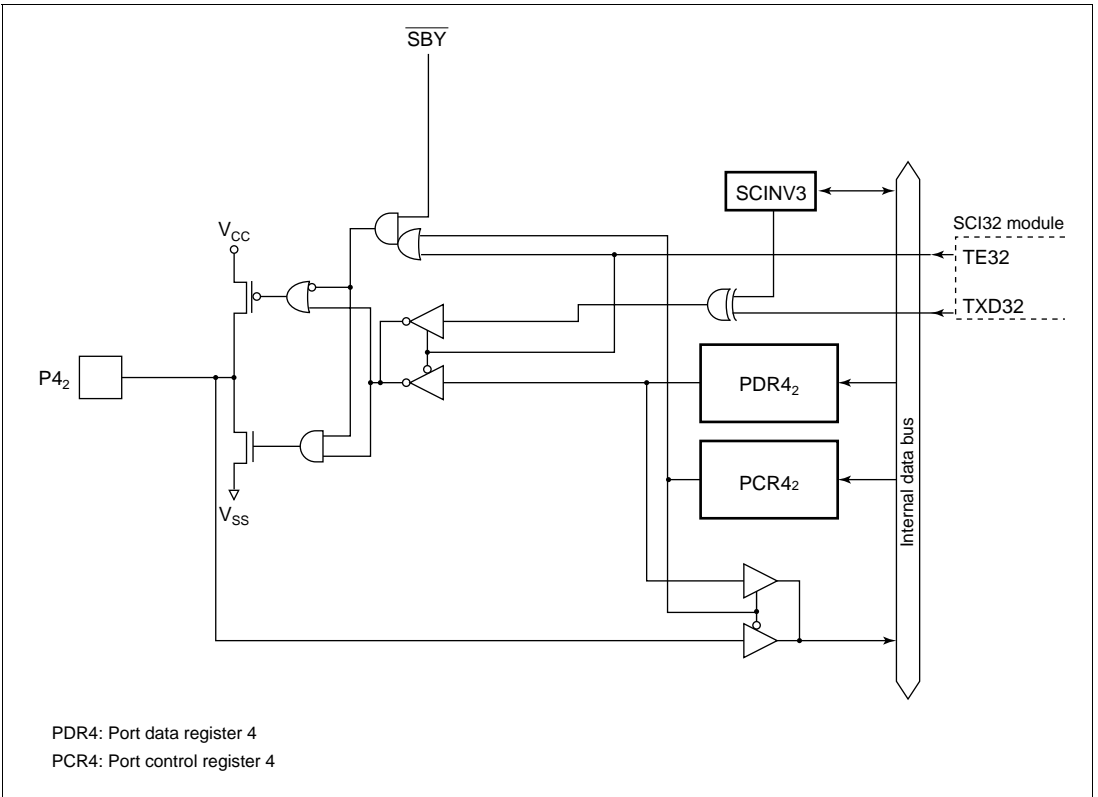 SBY
SCINV3
SCI32 module
TE32
TXD32
VCC
P42
PDR42
PCR42
VSS
Internal data bus
PDR4: Port data register 4
PCR4: Port control register 4